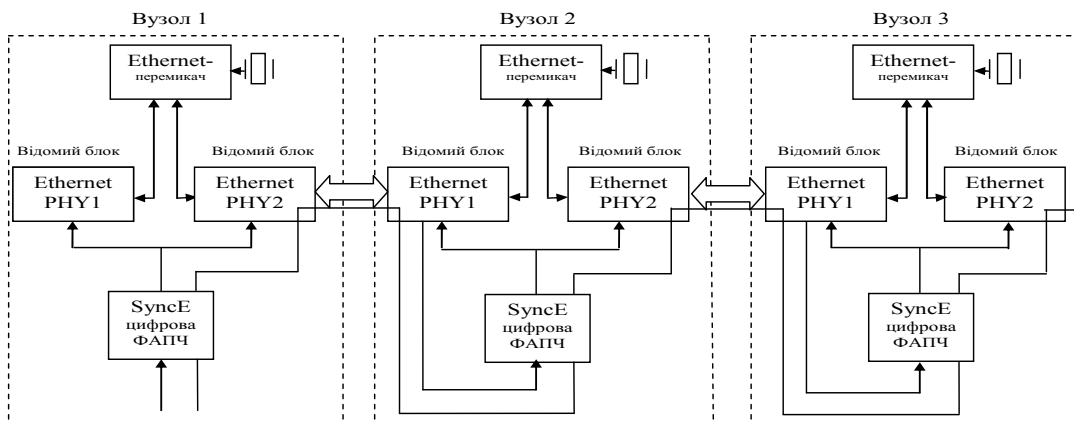 Вузол 1
Вузол 2
Вузол 3
Ethernet-
перемикач
Ethernet-
перемикач
Ethernet-
перемикач
Відомий блок
Відомий блок
Відомий блок
Відомий блок
Відомий блок
Відомий блок
Ethernet
PHY1
Ethernet
PHY2
Ethernet
PHY1
Ethernet
PHY2
Ethernet
PHY1
Ethernet
PHY2
SyncE
цифрова
ФАПЧ
SyncE
цифрова
ФАПЧ
SyncE
цифрова
ФАПЧ